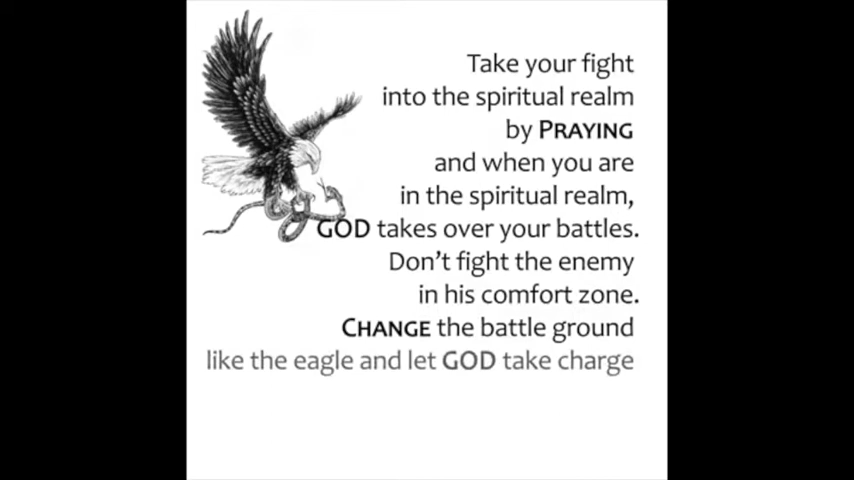 Take your fight
into the spiritual realm
by PRAYING
and when you are
in the spiritual realm,
GOD takes over your battles.
Don’t fight the enemy
in his comfort zone.
CHANGE the battle ground
like the eagle and let GOD take charge